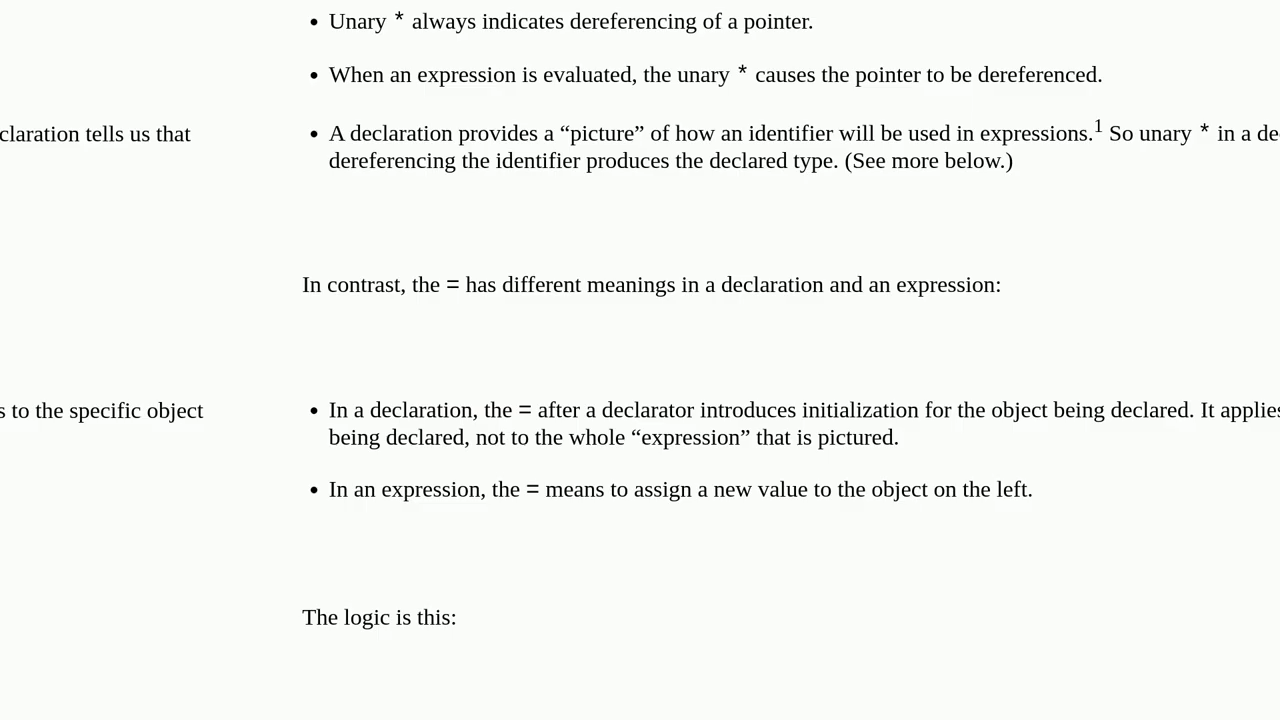 Unary * always indicates dereferencing of a pointer.
When an expression is evaluated, the unary * causes the pointer to be dereferenced.
A declaration provides a “picture” of how an identifier will be used in expressions.1 So unary * in a de
claration tells us that
dereferencing the identifier produces the declared type. (See more below.)
In contrast, the = has different meanings in a declaration and an expression:
In a declaration, the = after a declarator introduces initialization for the object being declared. It applies
s to the specific object
being declared, not to the whole “expression” that is pictured.
In an expression, the = means to assign a new value to the object on the left.
The logic is this: